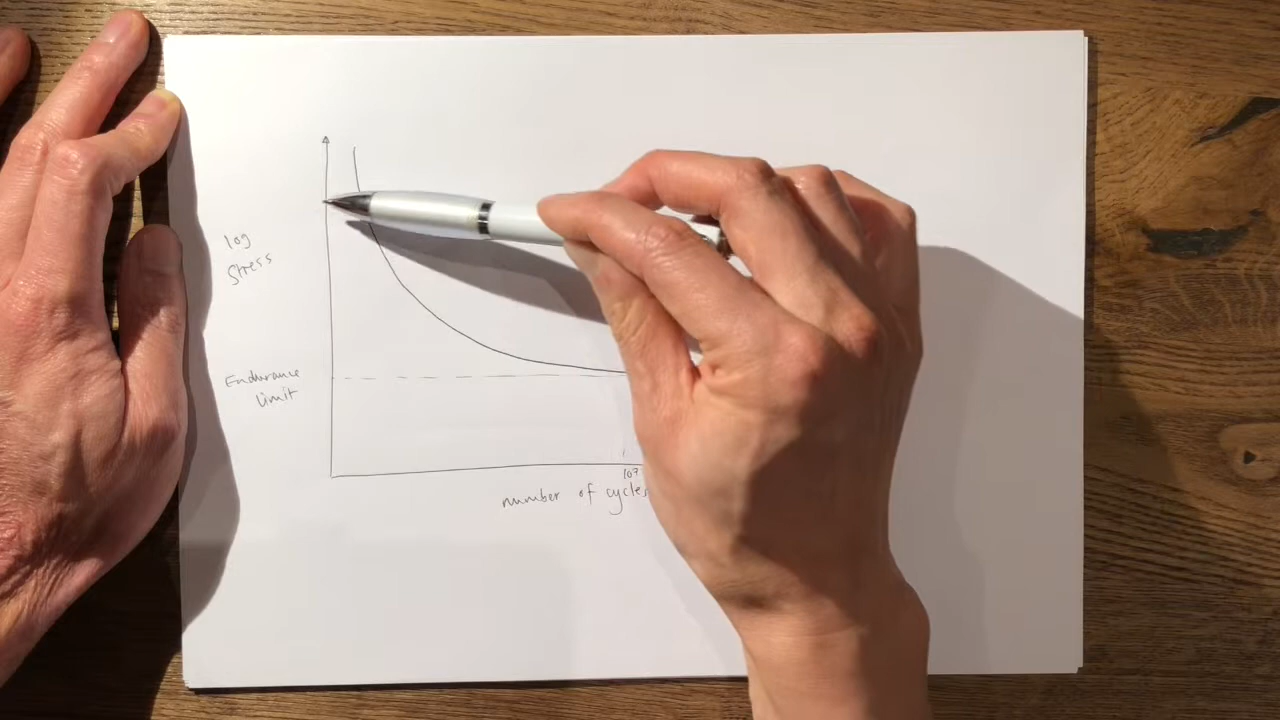 log
Stress
Endurance
limit
10⁷
number of cycles